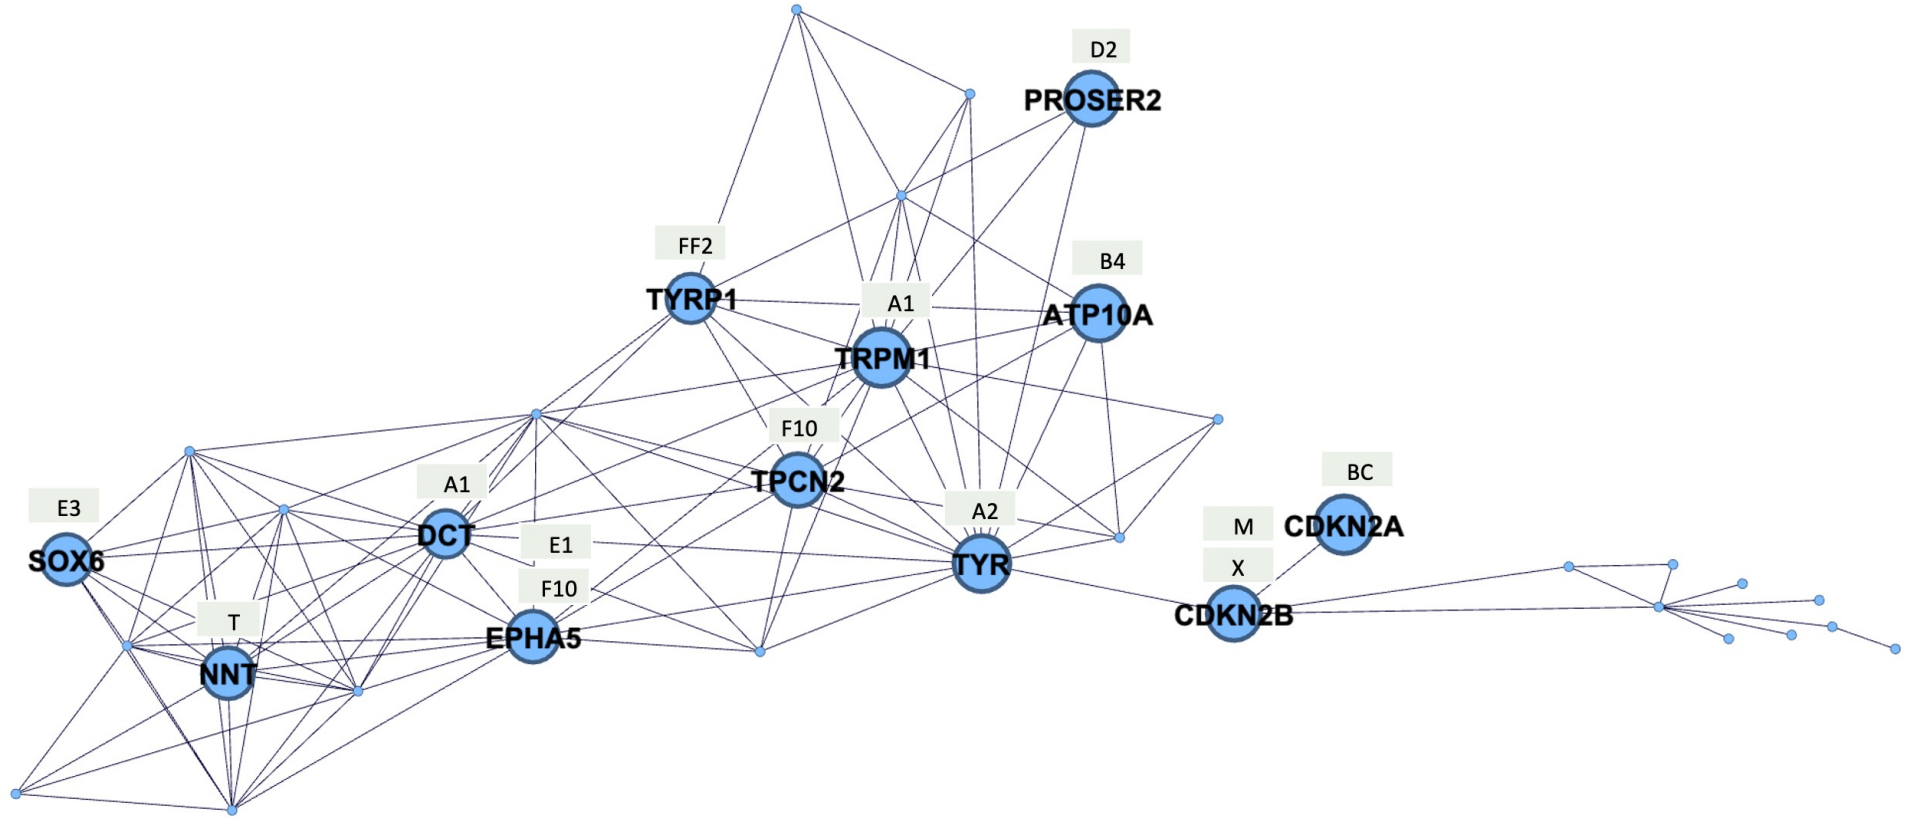 D2
PROSER2
FF2
TYRP1
B4
ATP10A
A1
TRPM1
F10
TPCN2
A1
DCT
E3
SOX6
A2
TYR
BC
CDKN2A
M
X
CDKN2B
E1
F10
EPHA5
T
NNT